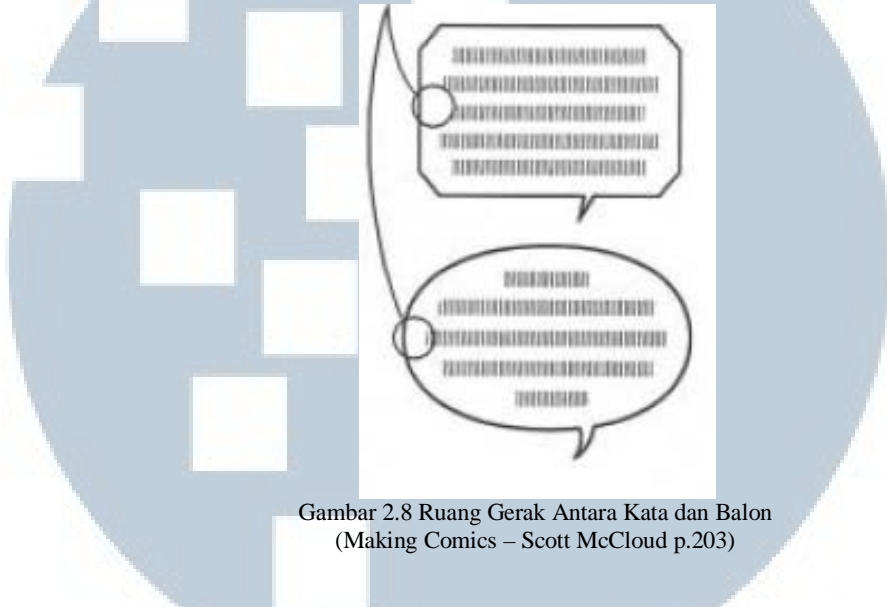 Gambar 2.8 Ruang Gerak Antara Kata dan Balon
(Making Comics – Scott McCloud p.203)